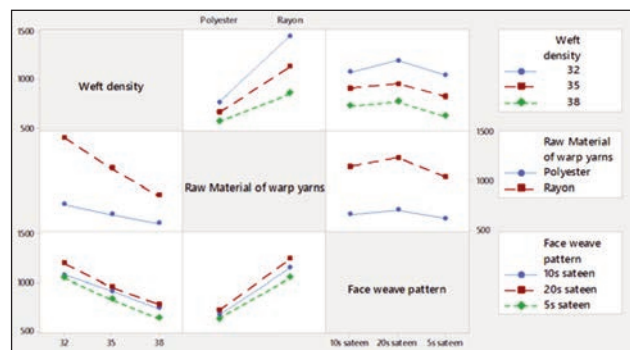 Polyester Rayon
1500
1000
500
Weft density
Weft
density
32
35
38
Raw Material of warp yarns
1500
1000
500
Raw Material
of warp yarns
Polyester
Rayon
1500
1000
500
Face weave pattern
Face weave
pattern
10s sateen
20s sateen
5s sateen
32 35 38
10s sateen 20s sateen 5s sateen